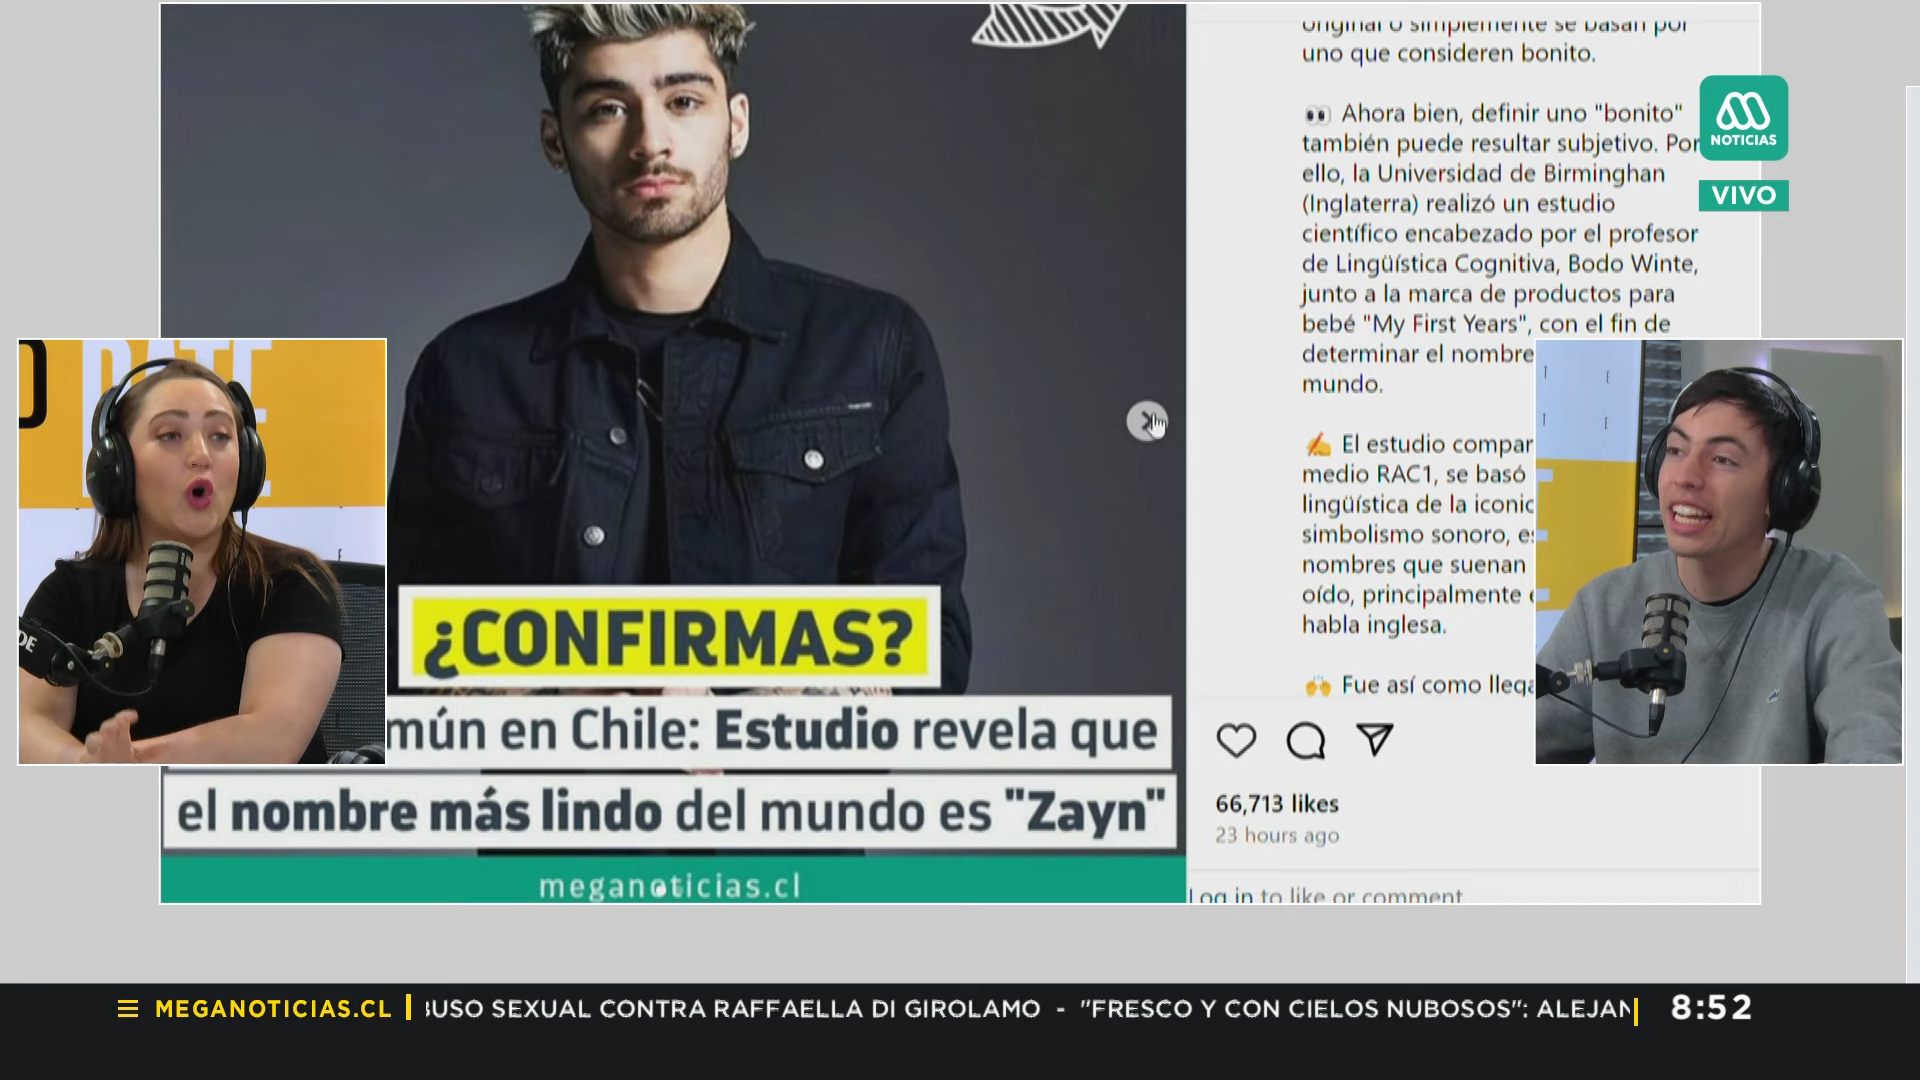 original o simplemente se basan por
uno que consideren bonito.
👀 Ahora bien, definir uno "bonito"
también puede resultar subjetivo. Por
ello, la Universidad de Birminghan
(Inglaterra) realizó un estudio
científico encabezado por el profesor
de Lingüística Cognitiva, Bodo Winte,
junto a la marca de productos para
bebé "My First Years", con el fin de
determinar el nombre
mundo.
✍️ El estudio compar
medio RAC1, se basó
lingüística de la iconic
simbolismo sonoro, es
nombres que suenan
oído, principalmente
habla inglesa.
🙌 Fue así como llega
66,713 likes
23 hours ago
Log in to like or comment
NOTICIAS
VIVO
¿CONFIRMAS?
mún en Chile: Estudio revela que
el nombre más lindo del mundo es "Zayn"
meganoticias.cl
MEGANOTICIAS.CL
BUSO SEXUAL CONTRA RAFFAELLA DI GIROLAMO - "FRESCO Y CON CIELOS NUBOSOS": ALEJAN
8:52